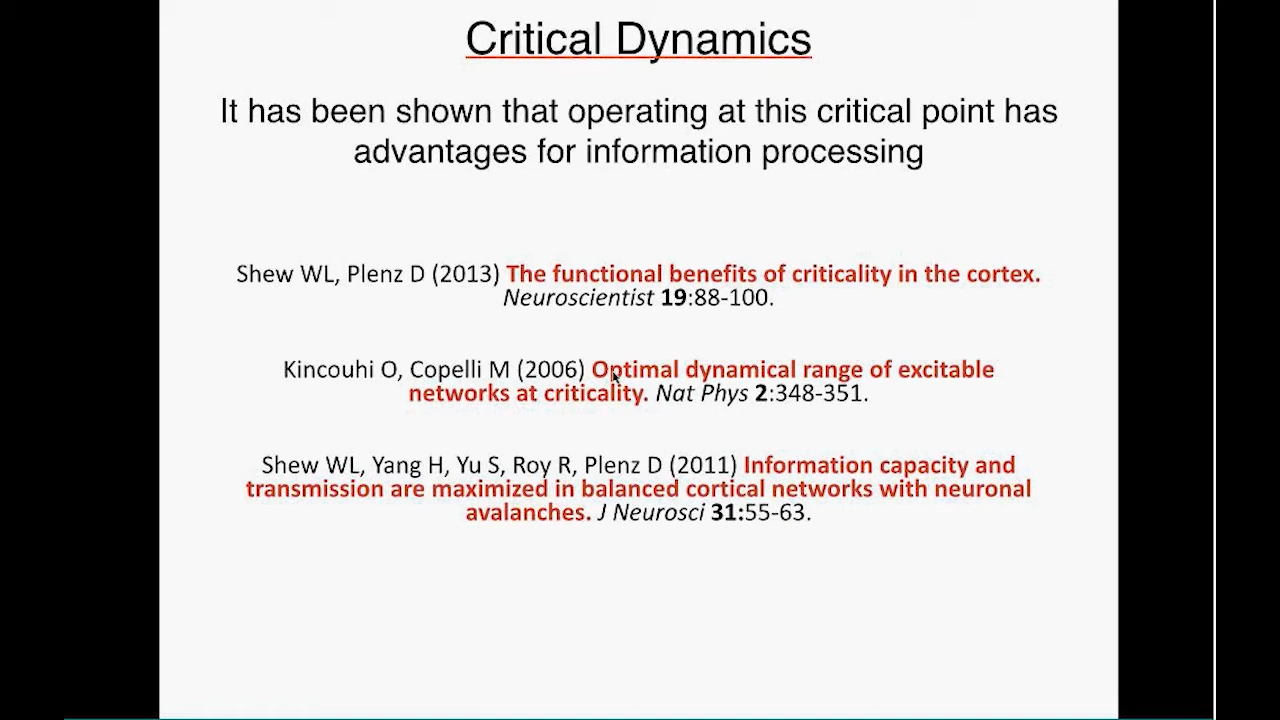 Critical Dynamics
It has been shown that operating at this critical point has
advantages for information processing
Shew WL, Plenz D (2013) The functional benefits of criticality in the cortex.
Neuroscientist 19:88-100.
Kincouhi O, Copelli M (2006) Optimal dynamical range of excitable
networks at criticality. Nat Phys 2:348-351.
Shew WL, Yang H, Yu S, Roy R, Plenz D (2011) Information capacity and
transmission are maximized in balanced cortical networks with neuronal
avalanches. J Neurosci 31:55-63.